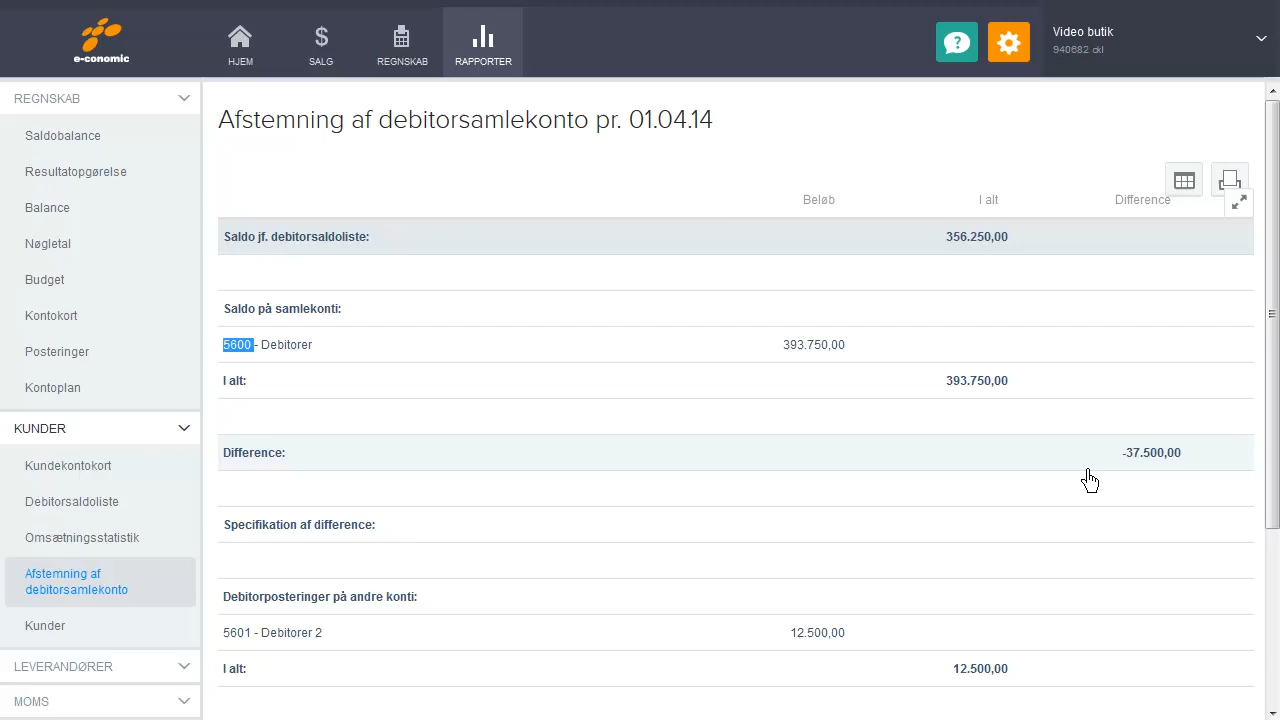 e-conomic
HJEM
SALG
REGNSKAB
RAPPORTER
Video butik
940682 ckl
REGNSKAB
Saldobalance
Resultatopgørelse
Balance
Nøgletal
Budget
Kontokort
Posteringer
Kontoplan
KUNDER
Kundekontokort
Debitorsaldoliste
Omsætningsstatistik
Afstemning af
debitorsamlekonto
Kunder
LEVERANDØRER
MOMS
Afstemning af debitorsamlekonto pr. 01.04.14
Beløb I alt Difference
Saldo jf. debitorsaldoliste: 356.250,00
Saldo på samlekonti:
5600 - Debitorer 393.750,00
I alt: 393.750,00
Difference: -37.500,00
Specifikation af difference:
Debitorposteringer på andre konti:
5601 - Debitorer 2 12.500,00
I alt: 12.500,00